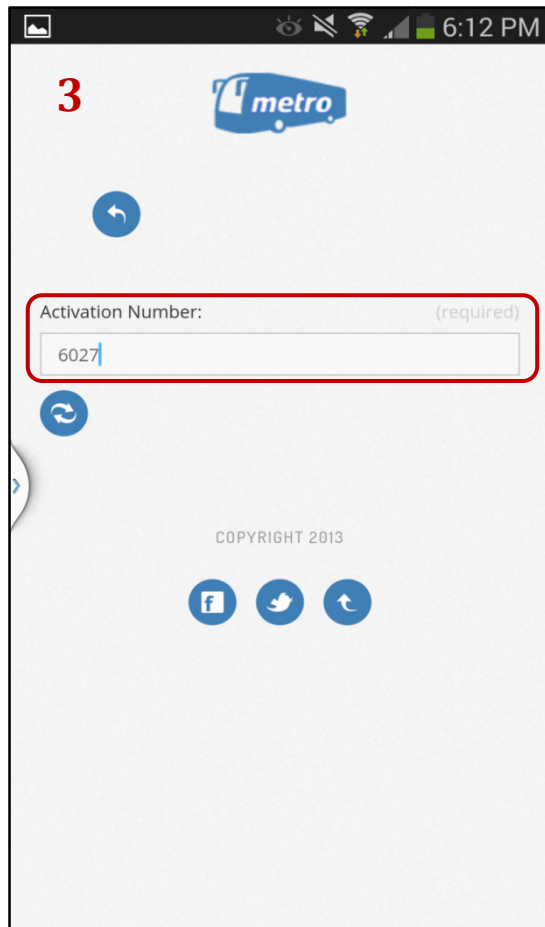 6:12 PM
3
metro
Activation Number: (required)
6027
COPYRIGHT 2013
f